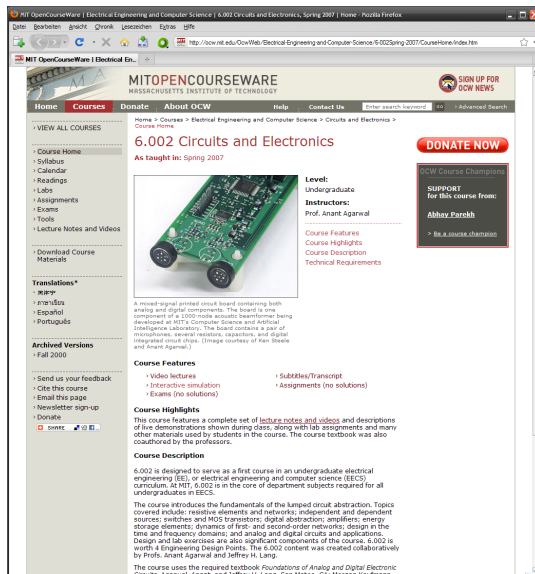 MIT OpenCourseWare | Electrical Engineering and Computer Science | 6.002 Circuits and Electronics, Spring 2007 | Home - Mozilla Firefox
Datei Bearbeiten Ansicht Chronik Lesezeichen Extras Hilfe
http://ocw.mit.edu/OcwWeb/Electrical-Engineering-and-Computer-Science/6-002Spring-2007/CourseHome/index.htm
MIT OpenCourseWare | Electrical En...
MITOPENCOURSEWARE
MASSACHUSETTS INSTITUTE OF TECHNOLOGY
SIGN UP FOR
OCW NEWS
Home Courses Donate About OCW Help Contact Us Enter search keyword GO › Advanced Search
› VIEW ALL COURSES
› Course Home
› Syllabus
› Calendar
› Readings
› Labs
› Assignments
› Exams
› Tools
› Lecture Notes and Videos
› Download Course
Materials
Translations*
› ภาษาเขียน
› Español
› Português
Archived Versions
› Fall 2000
› Send us your feedback
› Cite this course
› Email this page
› Newsletter sign-up
› Donate
SHARE
Home > Courses > Electrical Engineering and Computer Science > Circuits and Electronics >
Course Home
6.002 Circuits and Electronics
As taught in: Spring 2007
Level:
Undergraduate
Instructors:
Prof. Anant Agarwal
Course Features
Course Highlights
Course Description
Technical Requirements
A mixed-signal printed circuit board containing both
analog and digital components. The board is one
component of a 1000-node acoustic beamformer being
developed at MIT's Computer Science and Artificial
Intelligence Laboratory. The board contains a pair of
microphones, several resistors, capacitors, and digital
integrated circuit chips. (Image courtesy of Ken Steele
and Anant Agarwal.)
Course Features
› Video lectures
› Interactive simulation
› Exams (no solutions)
› Subtitles/Transcript
› Assignments (no solutions)
Course Highlights
This course features a complete set of lecture notes and videos and descriptions
of live demonstrations shown during class, along with lab assignments and many
other materials used by students in the course. The course textbook was also
coauthored by the professors.
Course Description
6.002 is designed to serve as a first course in an undergraduate electrical
engineering (EE), or electrical engineering and computer science (EECS)
curriculum. At MIT, 6.002 is in the core of department subjects required for all
undergraduates in EECS.
The course introduces the fundamentals of the lumped circuit abstraction. Topics
covered include: resistive elements and networks; independent and dependent
sources; switches and MOS transistors; digital abstraction; amplifiers; energy
storage elements; dynamics of first- and second-order networks; design in the
time and frequency domains; and analog and digital circuits and applications.
Design and lab exercises are also significant components of the course. 6.002 is
worth 4 Engineering Design Points. The 6.002 content was created collaboratively
by Profs. Anant Agarwal and Jeffrey H. Lang.
The course uses the required textbook Foundations of Analog and Digital Electronic
DONATE NOW
OCW Course Champions
SUPPORT
for this course from:
Abhay Parekh
> Be a course champion